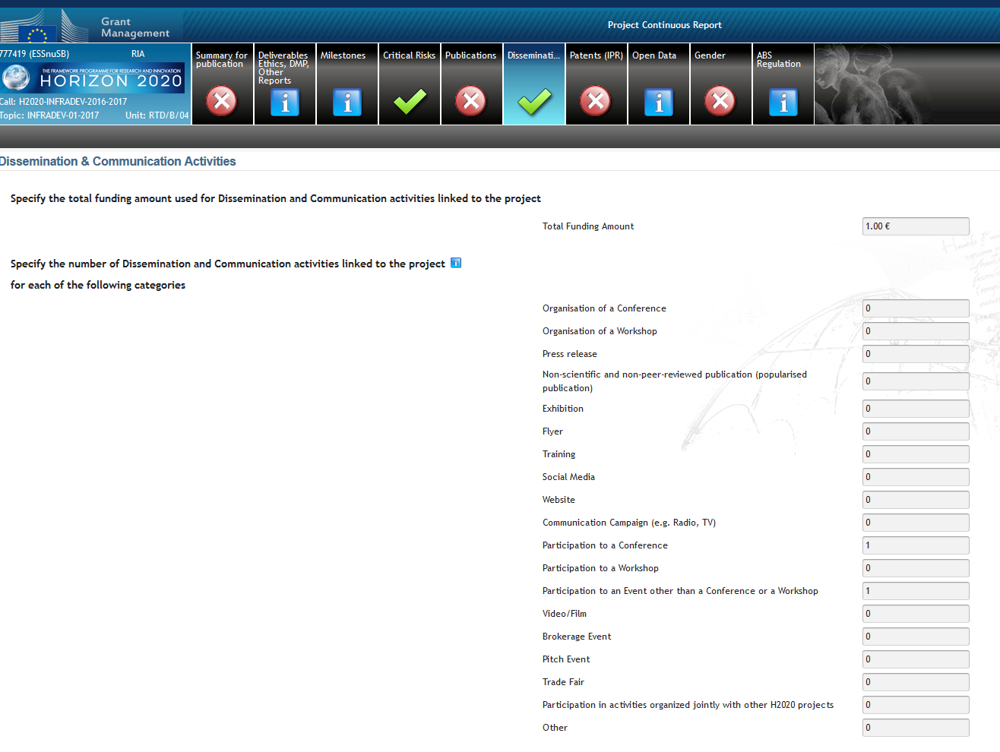 Grant
Management
Project Continuous Report
777419 (ESSnuSB) RIA
THE FRAMEWORK PROGRAMME FOR RESEARCH AND INNOVATION
HORIZON 2020
Call: H2020-INFRADEV-2016-2017
Topic: INFRADEV-01-2017 Unit: RTD/B/04
Summary for
publication
Deliverables
Ethics, DMP,
Other
Reports
Milestones
Critical Risks
Publications
Disseminati...
Patents (IPR)
Open Data
Gender
ABS
Regulation
Dissemination & Communication Activities
Specify the total funding amount used for Dissemination and Communication activities linked to the project
Total Funding Amount 1.00 €
Specify the number of Dissemination and Communication activities linked to the project
for each of the following categories
Organisation of a Conference 0
Organisation of a Workshop 0
Press release 0
Non-scientific and non-peer-reviewed publication (popularised
publication) 0
Exhibition 0
Flyer 0
Training 0
Social Media 0
Website 0
Communication Campaign (e.g. Radio, TV) 0
Participation to a Conference 1
Participation to a Workshop 0
Participation to an Event other than a Conference or a Workshop 1
Video/Film 0
Brokerage Event 0
Pitch Event 0
Trade Fair 0
Participation in activities organized jointly with other H2020 projects 0
Other 0